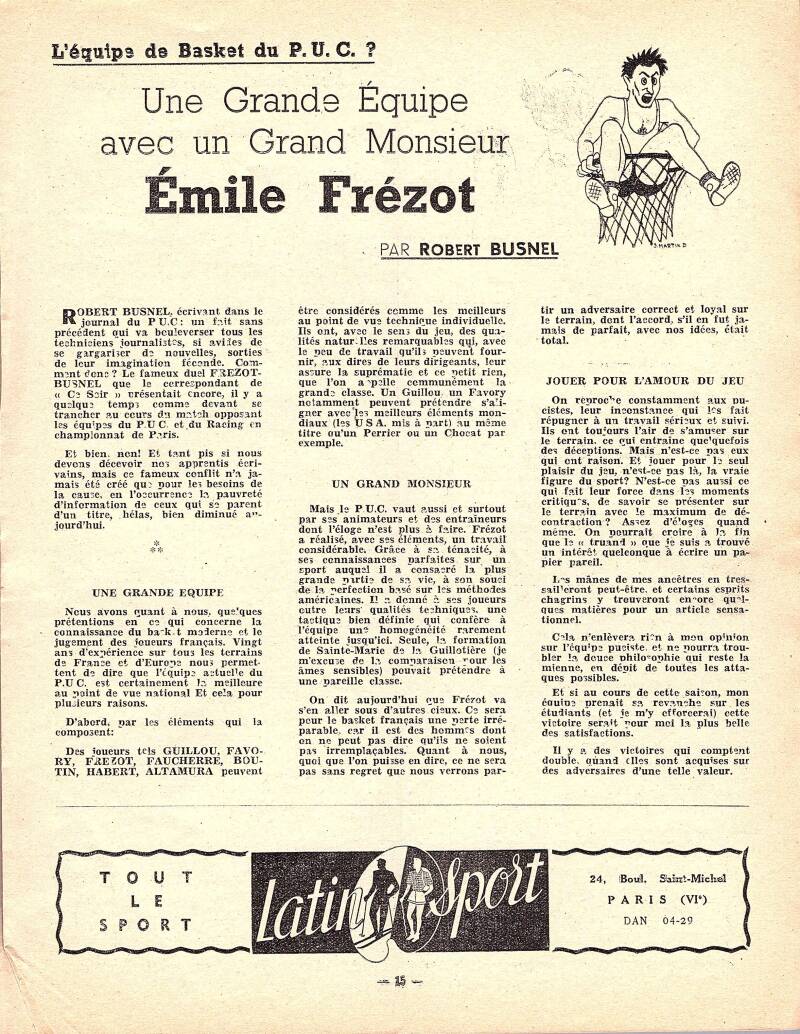 L'équipe de Basket du P. U. C. ?
Une Grande Équipe
avec un Grand Monsieur
Émile Frézot
PAR ROBERT BUSNEL
J. MARTIN D
ROBERT BUSNEL, écrivant dans le
journal du P U C: un fait sans
précédent qui va bouleverser tous les
techniciens journalistes, si avides de
se gargariser de nouvelles, sorties
de leur imagination féconde. Com-
ment donc ? Le fameux duel FREZOT-
BUSNEL que le correspondant de
« Ce Soir » présentait encore, il y a
quelque temps comme devant se
trancher au cours du match opposant
les équipes du P. U. C. et du Racing en
championnat de Paris.
Et bien, non! Et tant pis si nous
devons décevoir nos apprentis écri-
vains, mais ce fameux conflit n'a ja-
mais été créé que pour les besoins de
la cause, en l'occurrence la pauvreté
d'information de ceux qui se parent
d'un titre, hélas, bien diminué au-
jourd'hui.
*
**
UNE GRANDE EQUIPE
Nous avons quant à nous, quelques
prétentions en ce qui concerne la
connaissance du basket moderne et le
jugement des joueurs français. Vingt
ans d'expérience sur tous les terrains
de France et d'Europe nous permet-
tent de dire que l'équipe actuelle du
P. U. C. est certainement la meilleure
au point de vue national Et cela pour
plusieurs raisons.
D'abord, par les éléments qui la
composent:
Des joueurs tels GUILLOU, FAVO-
RY, FREZOT, FAUCHERRE, BOU-
TIN, HABERT, ALTAMURA peuvent
être considérés comme les meilleurs
au point de vue technique individuelle.
Ils ont, avec le sens du jeu, des qua-
lités naturelles remarquables qui, avec
le peu de travail qu'ils peuvent four-
nir, aux dires de leurs dirigeants, leur
assure la suprématie et ce petit rien,
que l'on appelle communément la
grande classe. Un Guillou, un Favory
notamment peuvent prétendre s'ali-
gner avec les meilleurs éléments mon-
diaux (les U S A. mis à part) au même
titre qu'un Perrier ou un Chocat par
exemple.
UN GRAND MONSIEUR
Mais le P.U.C. vaut aussi et surtout
par ses animateurs et des entraîneurs
dont l'éloge n'est plus à faire. Frézot
a réalisé, avec ses éléments, un travail
considérable. Grâce à sa ténacité, à
ses connaissances parfaites sur un
sport auquel il a consacré la plus
grande partie de sa vie, à son souci
de la perfection basé sur les méthodes
américaines. Il a donné à ses joueurs
outre leurs qualités techniques, une
tactique bien définie qui confère à
l'équipe une homogénéité rarement
atteinte jusqu'ici. Seule, la formation
de Sainte-Marie de la Guillotière (je
m'excuse de la comparaison pour les
âmes sensibles) pouvait prétendre à
une pareille classe.
On dit aujourd'hui que Frézot va
s'en aller sous d'autres cieux. Ce sera
pour le basket français une perte irré-
parable, car il est des hommes dont
on ne peut pas dire qu'ils ne soient
pas irremplaçables. Quant à nous,
quoi que l'on puisse en dire, ce ne sera
pas sans regret que nous verrons par-
tir un adversaire correct et loyal sur
le terrain, dont l'accord, s'il en fut ja-
mais de parfait, avec nos idées, était
total.
JOUER POUR L'AMOUR DU JEU
On reproche constamment aux pu-
cistes, leur inconstance qui les fait
répugner à un travail sérieux et suivi.
Ils ont toujours l'air de s'amuser sur
le terrain, ce qui entraine quelquefois
des déceptions. Mais n'est-ce pas eux
qui ont raison. Et jouer pour le seul
plaisir du jeu, n'est-ce pas là, la vraie
figure du sport? N'est-ce pas aussi ce
qui fait leur force dans les moments
critiques, de savoir se présenter sur
le terrain avec le maximum de dé-
contraction ? Assez d'éloges quand
même. On pourrait croire à la fin
que le « truand » que je suis a trouvé
un intérêt quelconque à écrire un pa-
pier pareil.
Les mânes de mes ancêtres en tres-
sailleront peut-être, et certains esprits
chagrins y trouveront encore quel-
ques matières pour un article sensa-
tionnel.
Cela n'enlèvera rien à mon opinion
sur l'équipe puciste, et ne pourra trou-
bler la douce philosophie qui reste la
mienne, en dépit de toutes les atta-
ques possibles.
Et si au cours de cette saison, mon
équipe prenait sa revanche sur les
étudiants (et je m'y efforcerai) cette
victoire serait pour moi la plus belle
des satisfactions.
Il y a des victoires qui comptent
double, quand elles sont acquises sur
des adversaires d'une telle valeur.
TOUT
LE
SPORT
Latin Sport
24, Boul. Saint-Michel
PARIS (VIe)
DAN 04-29
— 15 —